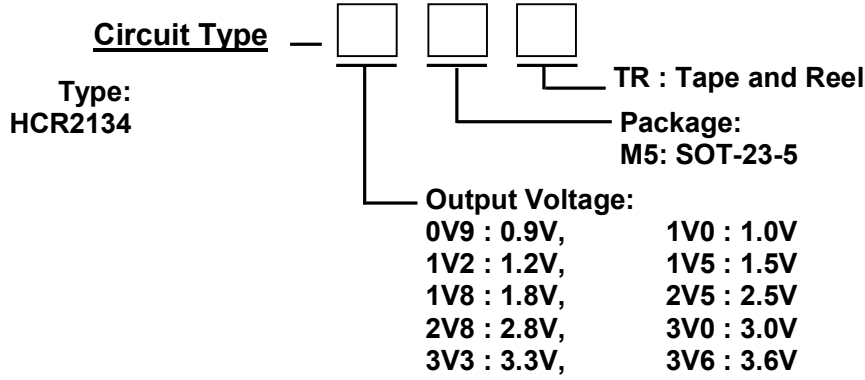 Circuit Type
Type:
HCR2134
TR : Tape and Reel
Package:
M5: SOT-23-5
Output Voltage:
0V9 : 0.9V, 1V0 : 1.0V
1V2 : 1.2V, 1V5 : 1.5V
1V8 : 1.8V, 2V5 : 2.5V
2V8 : 2.8V, 3V0 : 3.0V
3V3 : 3.3V, 3V6 : 3.6V